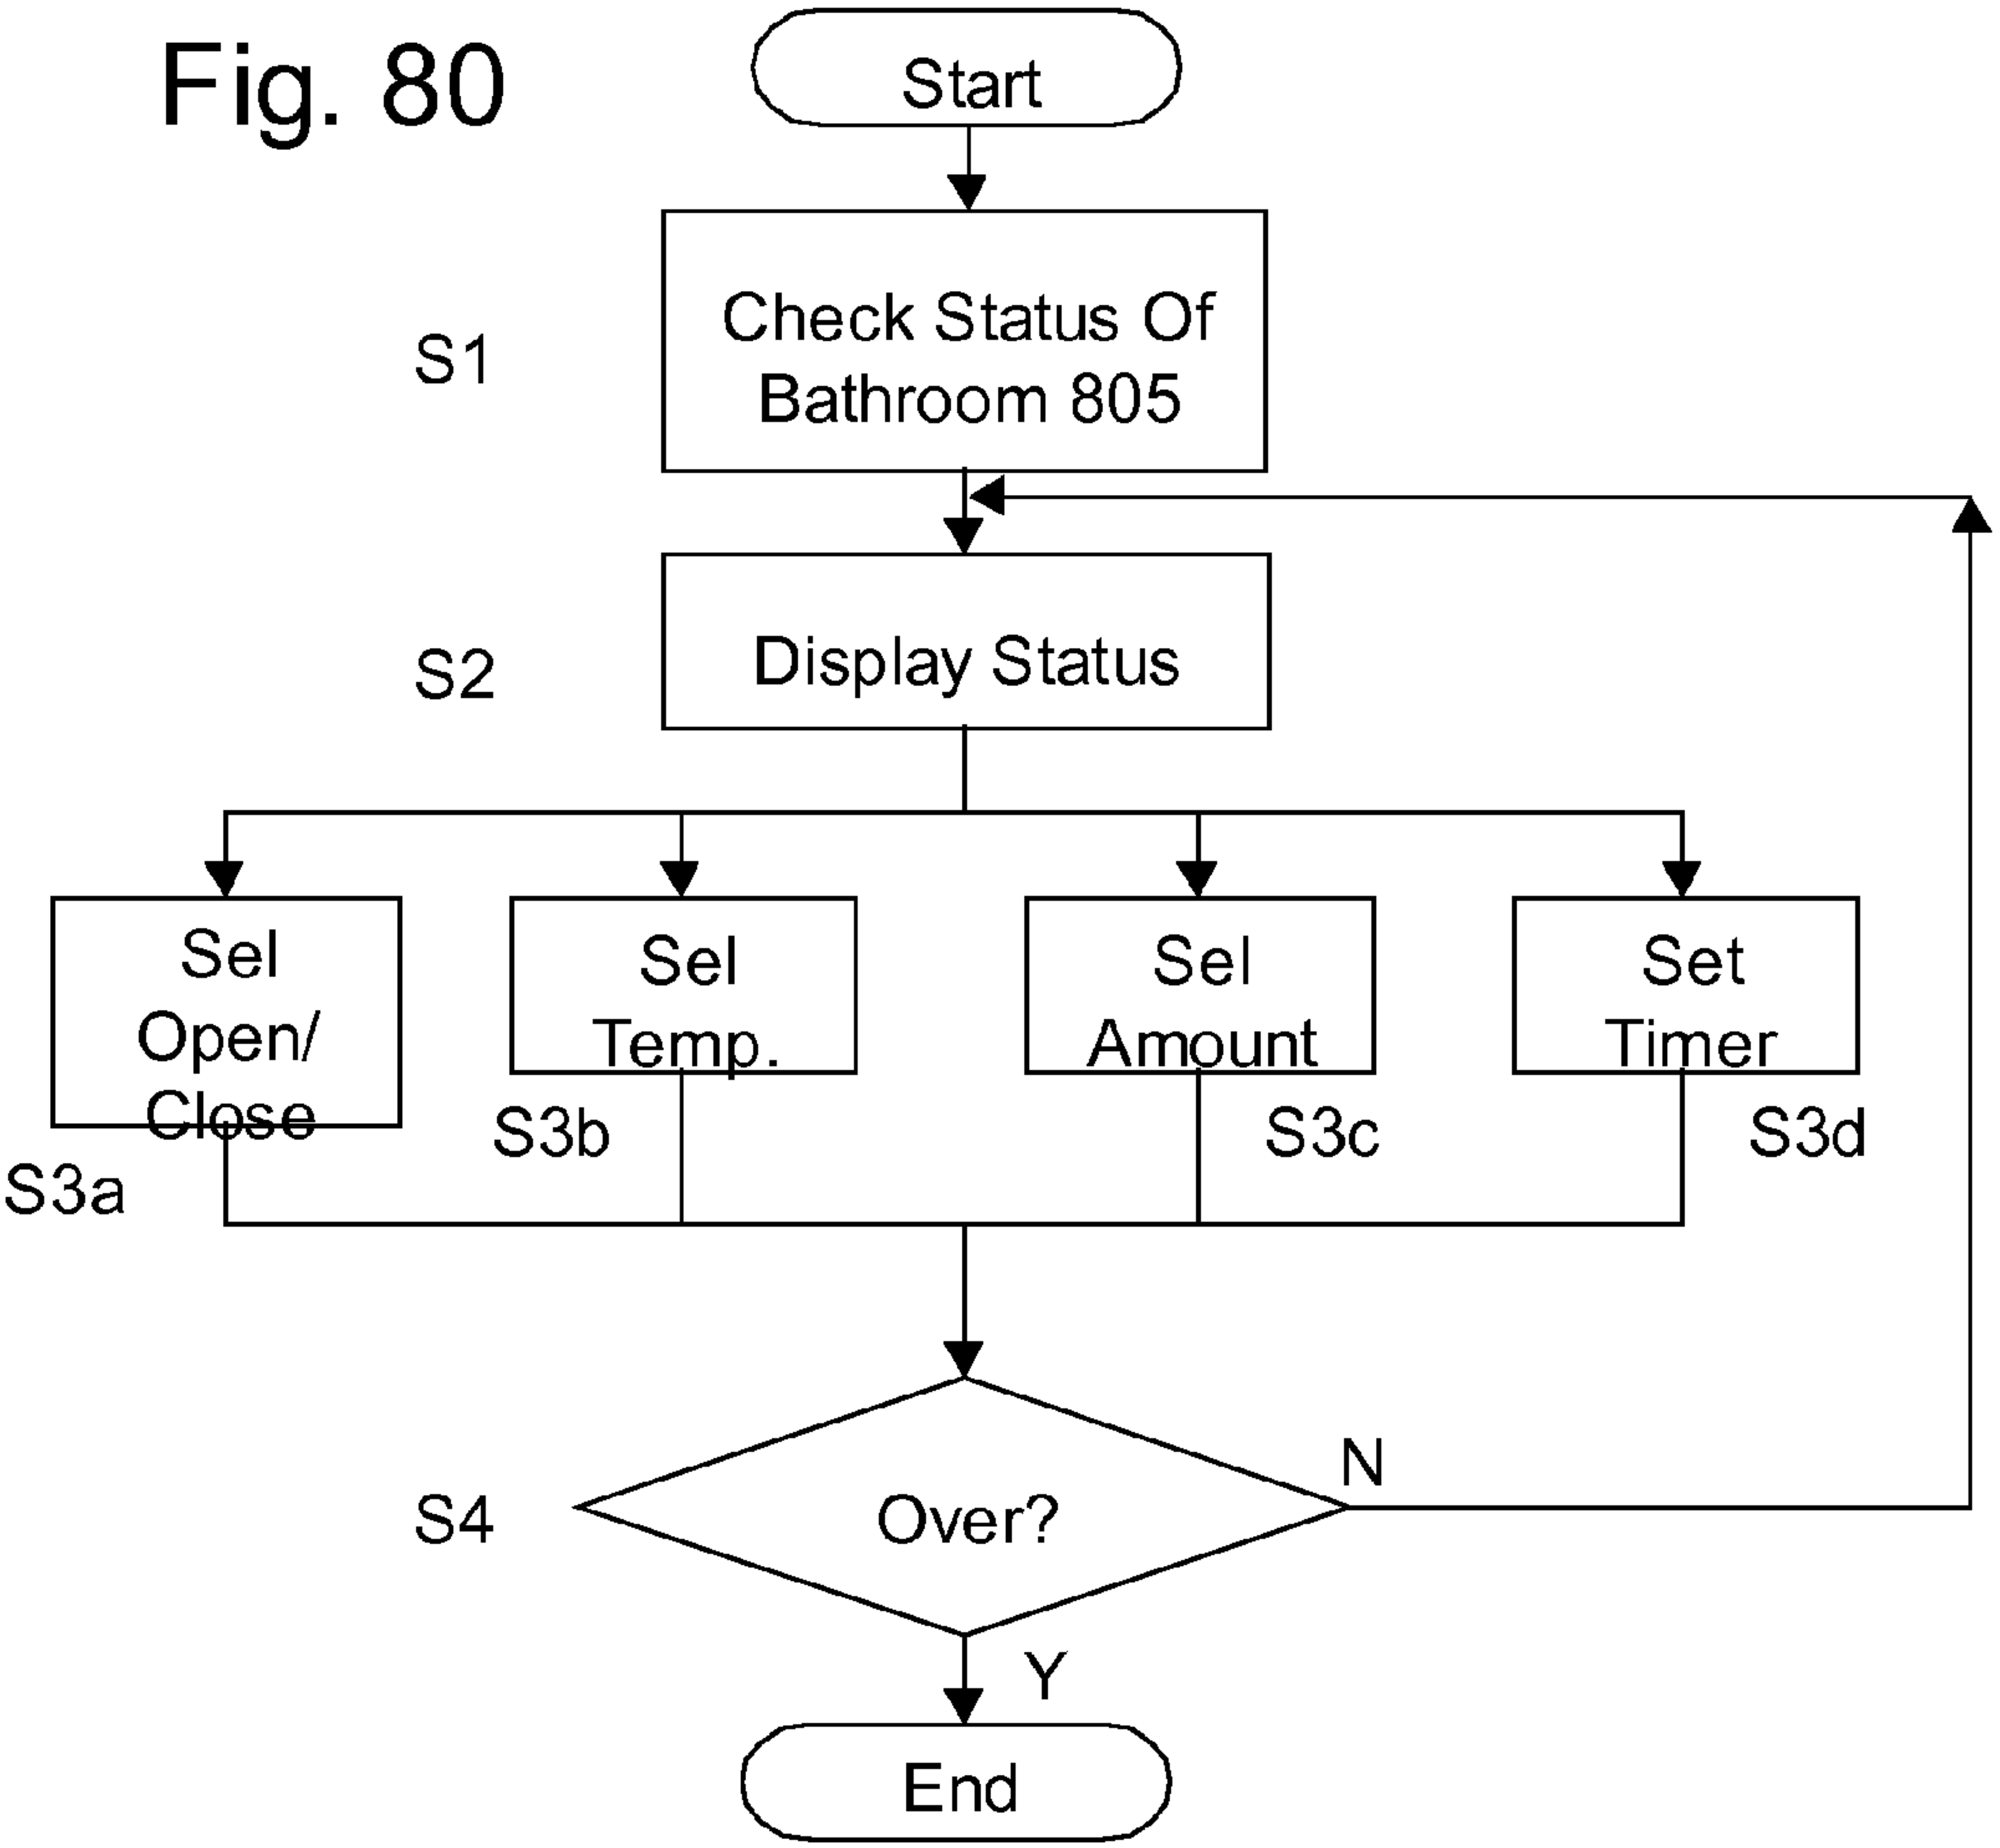 Fig. 80
Start
S1
Check Status Of
Bathroom 805
S2
Display Status
Sel
Open/
Close
S3a
Sel
Temp.
S3b
Sel
Amount
S3c
Set
Timer
S3d
S4
Over?
N
Y
End